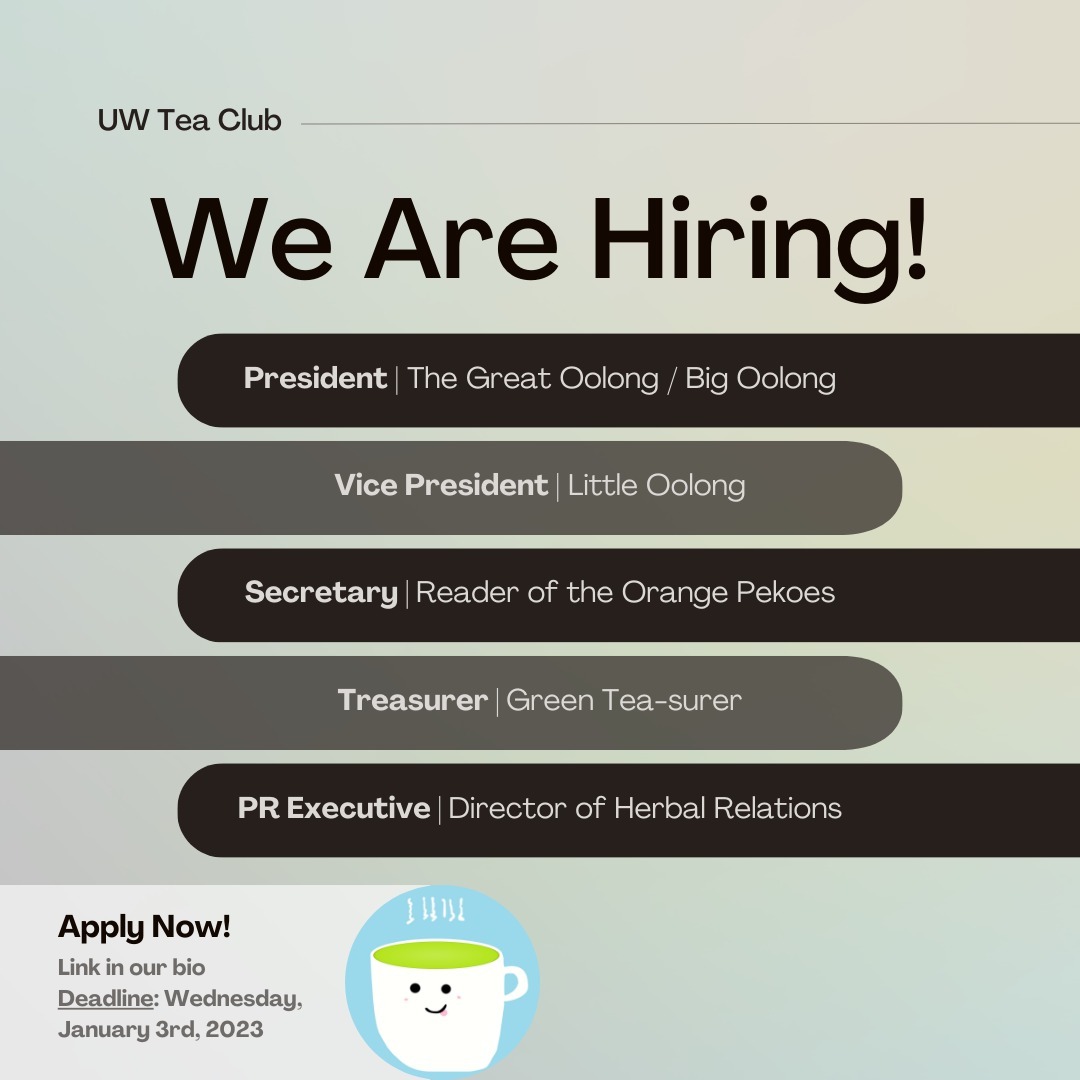 UW Tea Club
We Are Hiring!
President | The Great Oolong / Big Oolong
Vice President | Little Oolong
Secretary | Reader of the Orange Pekoes
Treasurer | Green Tea-surer
PR Executive | Director of Herbal Relations
Apply Now!
Link in our bio
Deadline: Wednesday,
January 3rd, 2023